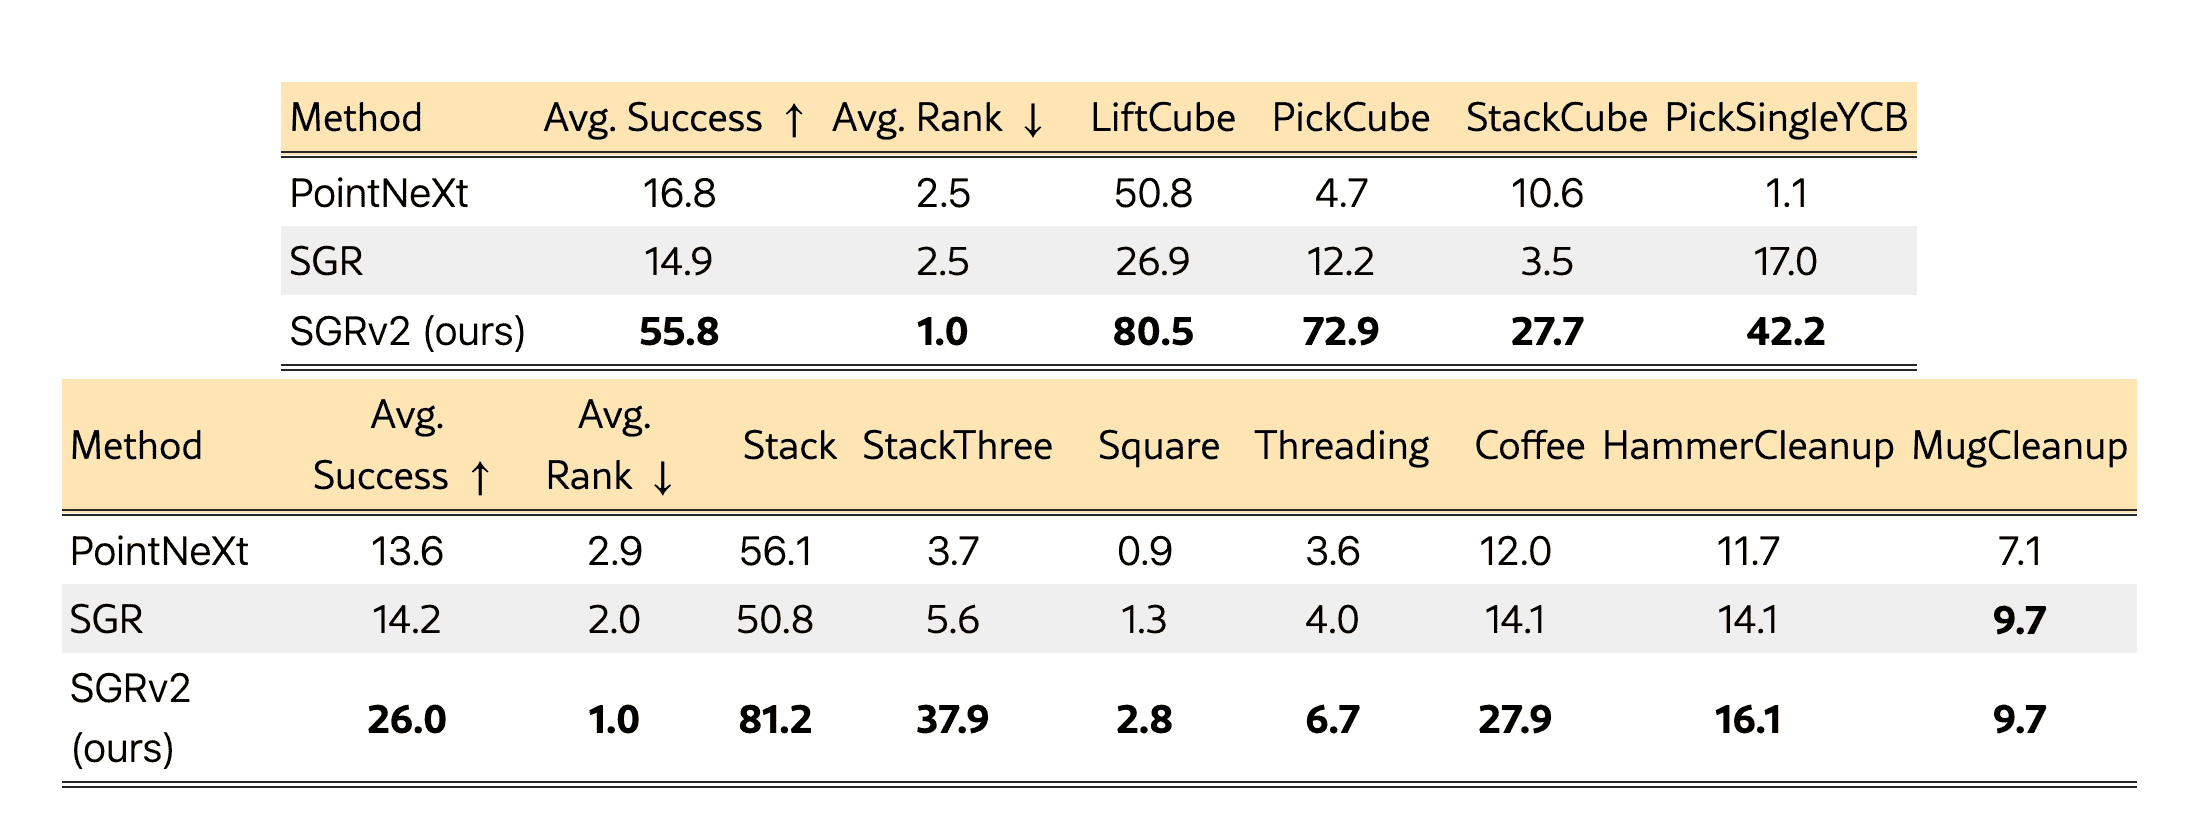 Method Avg. Success ↑ Avg. Rank ↓ LiftCube PickCube StackCube PickSingleYCB
PointNeXt 16.8 2.5 50.8 4.7 10.6 1.1
SGR 14.9 2.5 26.9 12.2 3.5 17.0
SGRv2 (ours) 55.8 1.0 80.5 72.9 27.7 42.2
Method Avg. Success ↑ Avg. Rank ↓ Stack StackThree Square Threading Coffee HammerCleanup MugCleanup
PointNeXt 13.6 2.9 56.1 3.7 0.9 3.6 12.0 11.7 7.1
SGR 14.2 2.0 50.8 5.6 1.3 4.0 14.1 14.1 9.7
SGRv2 (ours) 26.0 1.0 81.2 37.9 2.8 6.7 27.9 16.1 9.7